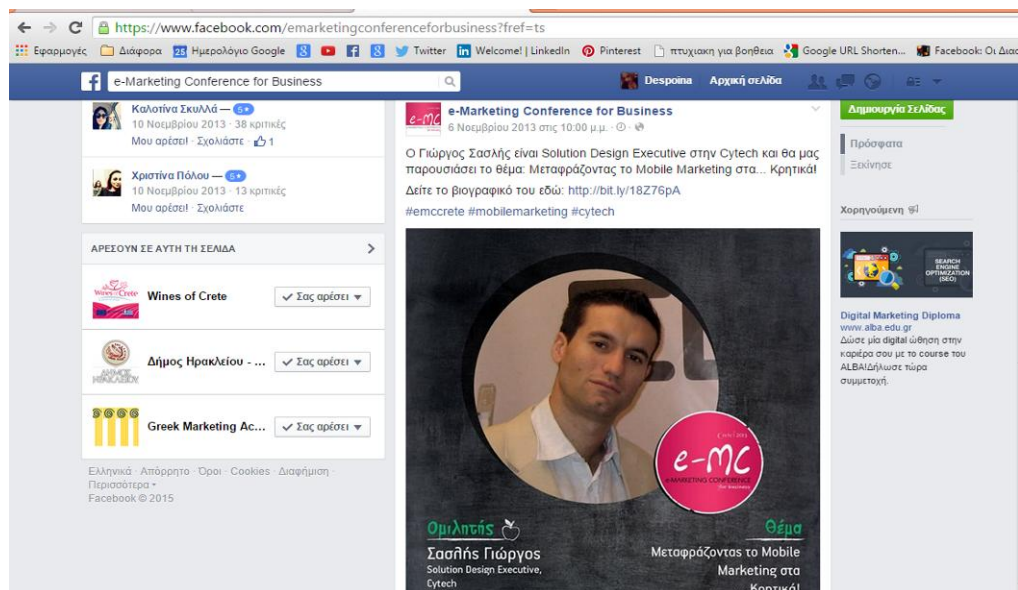 https://www.facebook.com/emarketingconferenceforbusiness?fref=ts
Εφαρμογές Διάφορα 25 Ημερολόγιο Google Twitter Welcome! | LinkedIn Pinterest πτυχιακη για βοηθεια Google URL Shorten... Facebook: Οι Δια
e-Marketing Conference for Business
Despoina Αρχική σελίδα
Καλοτίνα Σκυλλά — 5★
10 Νοεμβρίου 2013 · 38 κριτικές
Μου αρέσει! · Σχολιάστε · 1
Χριστίνα Πόλου — 5★
10 Νοεμβρίου 2013 · 13 κριτικές
Μου αρέσει! · Σχολιάστε
ΑΡΕΣΟΥΝ ΣΕ ΑΥΤΗ ΤΗ ΣΕΛΙΔΑ
Wines of Crete
Σας αρέσει
Δήμος Ηρακλείου - ...
Σας αρέσει
Greek Marketing Ac...
Σας αρέσει
Ελληνικά · Απόρρητο · Όροι · Cookies · Διαφήμιση ·
Περισσότερα
Facebook © 2015
e-Marketing Conference for Business
6 Νοεμβρίου 2013 στις 10:00 μ.μ. ·
Ο Γιώργος Σασλής είναι Solution Design Executive στην Cytech και θα μας
παρουσιάσει το θέμα: Μεταφράζοντας το Mobile Marketing στα... Κρητικά!
Δείτε το βιογραφικό του εδώ: http://bit.ly/18Z76pA
#emccrete #mobilemarketing #cytech
e-mc
e-MARKETING CONFERENCE
for business
Ομιλητής
Σασλής Γιώργος
Solution Design Executive,
Cytech
Θέμα
Μεταφράζοντας το Mobile
Marketing στα
Κρητικά!
Δημιουργία Σελίδας
Πρόσφατα
Ξεκίνησε
Χορηγούμενη
SEARCH
ENGINE
OPTIMIZATION
(SEO)
Digital Marketing Diploma
www.alba.edu.gr
Δώσε μία digital ώθηση στην
καριέρα σου με το course του
ALBA!Δήλωσε τώρα
συμμετοχή.